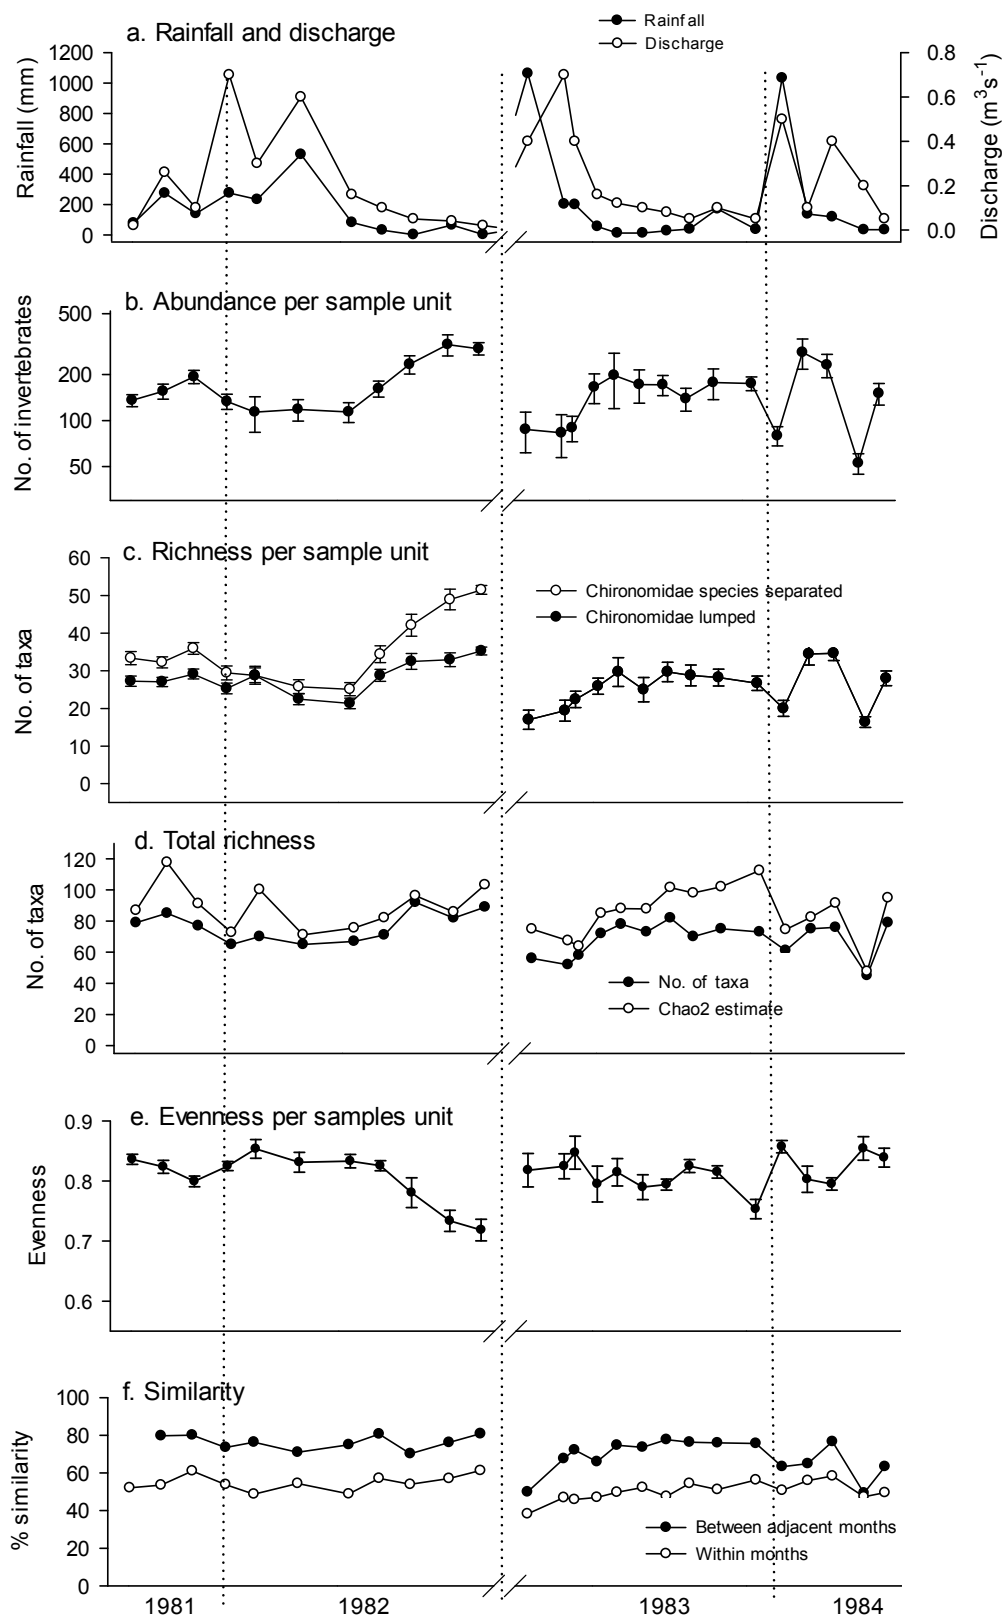 a. Rainfall and discharge
Rainfall
Discharge
1200
1000
800
600
400
200
0
Rainfall (mm)
0.8
0.6
0.4
0.2
0.0
Discharge (m³s⁻¹)
b. Abundance per sample unit
500
200
100
50
No. of invertebrates
c. Richness per sample unit
60
50
40
30
20
10
0
No. of taxa
Chironomidae species separated
Chironomidae lumped
d. Total richness
120
100
80
60
40
20
0
No. of taxa
No. of taxa
Chao2 estimate
e. Evenness per samples unit
0.9
0.8
0.7
0.6
Evenness
f. Similarity
100
80
60
40
20
0
% similarity
Between adjacent months
Within months
1981 1982 1983 1984